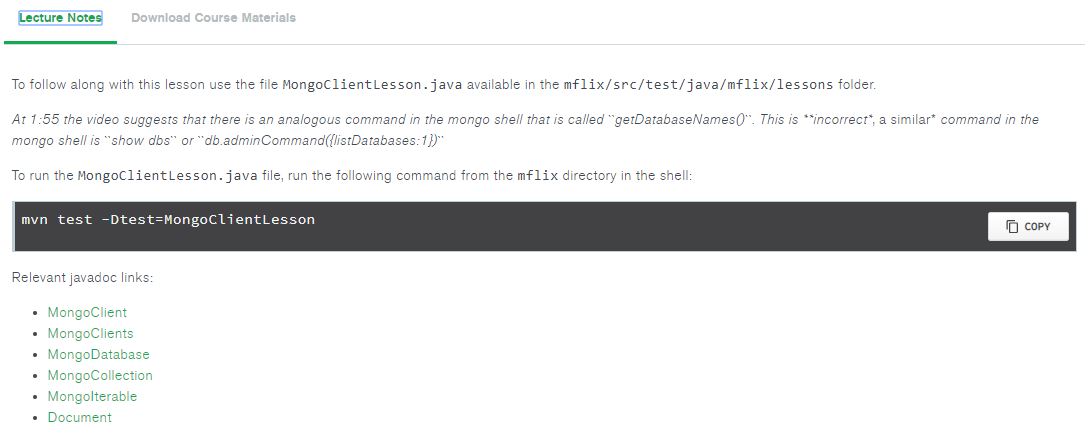 Lecture Notes Download Course Materials
To follow along with this lesson use the file MongoClientLesson.java available in the mflix/src/test/java/mflix/lessons folder.
At 1:55 the video suggests that there is an analogous command in the mongo shell that is called ``getDatabaseNames()``. This is **incorrect*, a similar* command in the
mongo shell is ``show dbs`` or ``db.adminCommand({listDatabases:1})``
To run the MongoClientLesson.java file, run the following command from the mflix directory in the shell:
mvn test -Dtest=MongoClientLesson
COPY
Relevant javadoc links:
• MongoClient
• MongoClients
• MongoDatabase
• MongoCollection
• MongoIterable
• Document